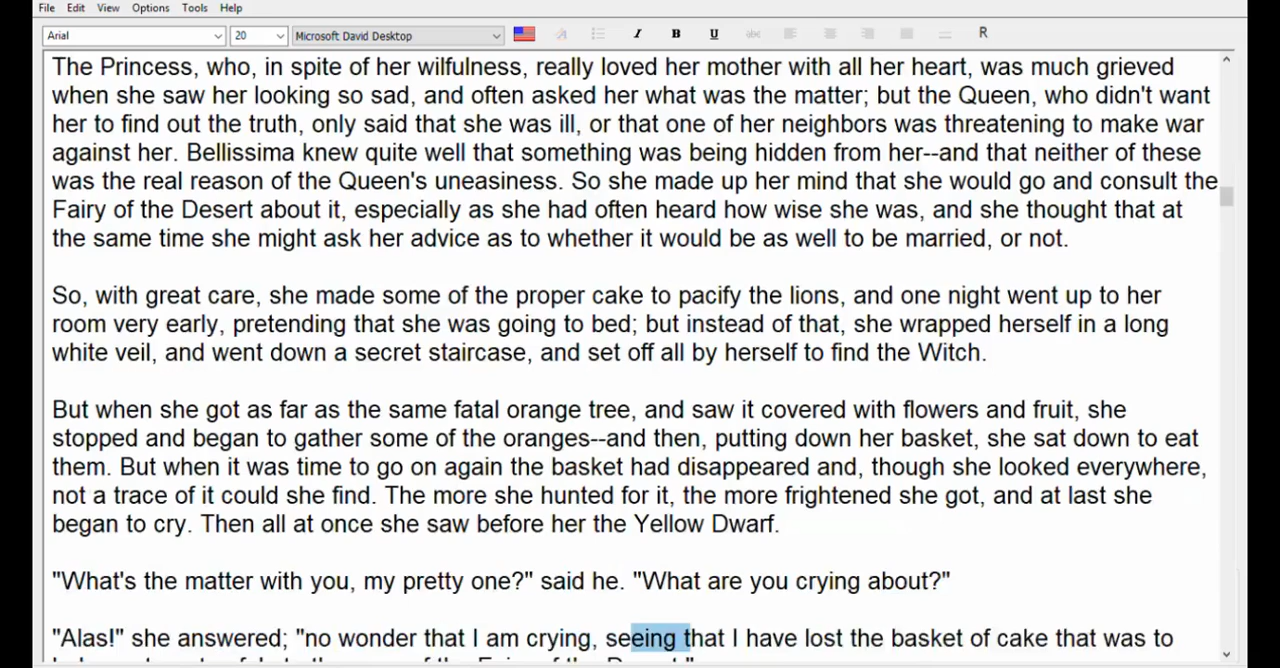 File Edit View Options Tools Help
Arial 20 Microsoft David Desktop I B U abc R
The Princess, who, in spite of her wilfulness, really loved her mother with all her heart, was much grieved
when she saw her looking so sad, and often asked her what was the matter; but the Queen, who didn't want
her to find out the truth, only said that she was ill, or that one of her neighbors was threatening to make war
against her. Bellissima knew quite well that something was being hidden from her--and that neither of these
was the real reason of the Queen's uneasiness. So she made up her mind that she would go and consult the
Fairy of the Desert about it, especially as she had often heard how wise she was, and she thought that at
the same time she might ask her advice as to whether it would be as well to be married, or not.
So, with great care, she made some of the proper cake to pacify the lions, and one night went up to her
room very early, pretending that she was going to bed; but instead of that, she wrapped herself in a long
white veil, and went down a secret staircase, and set off all by herself to find the Witch.
But when she got as far as the same fatal orange tree, and saw it covered with flowers and fruit, she
stopped and began to gather some of the oranges--and then, putting down her basket, she sat down to eat
them. But when it was time to go on again the basket had disappeared and, though she looked everywhere,
not a trace of it could she find. The more she hunted for it, the more frightened she got, and at last she
began to cry. Then all at once she saw before her the Yellow Dwarf.
"What's the matter with you, my pretty one?" said he. "What are you crying about?"
"Alas!" she answered; "no wonder that I am crying, seeing that I have lost the basket of cake that was to